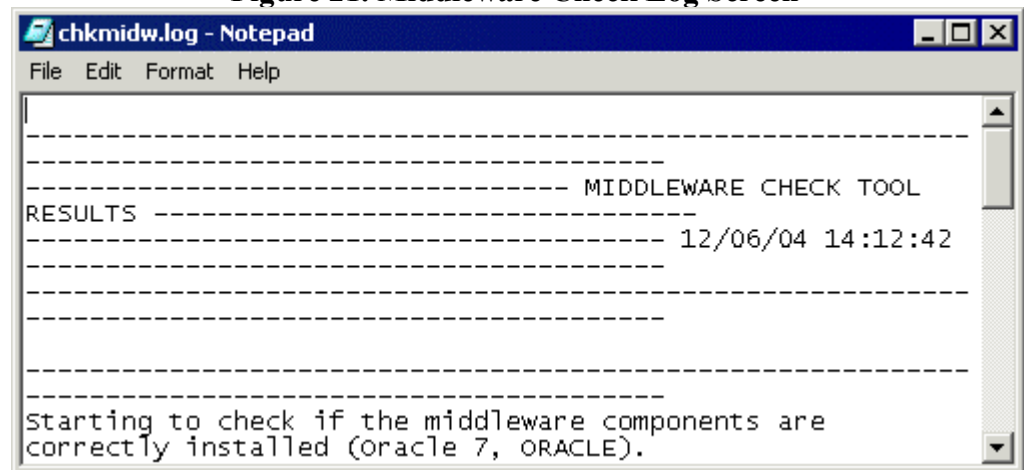 Figure 21. Middleware Check Log Screen
chkmidw.log - Notepad
File Edit Format Help
-----------------------------------------------------------
----------------------------------------
---------------------------------- MIDDLEWARE CHECK TOOL
RESULTS ----------------------------------
---------------------------------------- 12/06/04 14:12:42
----------------------------------------
-----------------------------------------------------------
----------------------------------------
-----------------------------------------------------------
----------------------------------------
Starting to check if the middleware components are
correctly installed (Oracle 7, ORACLE).